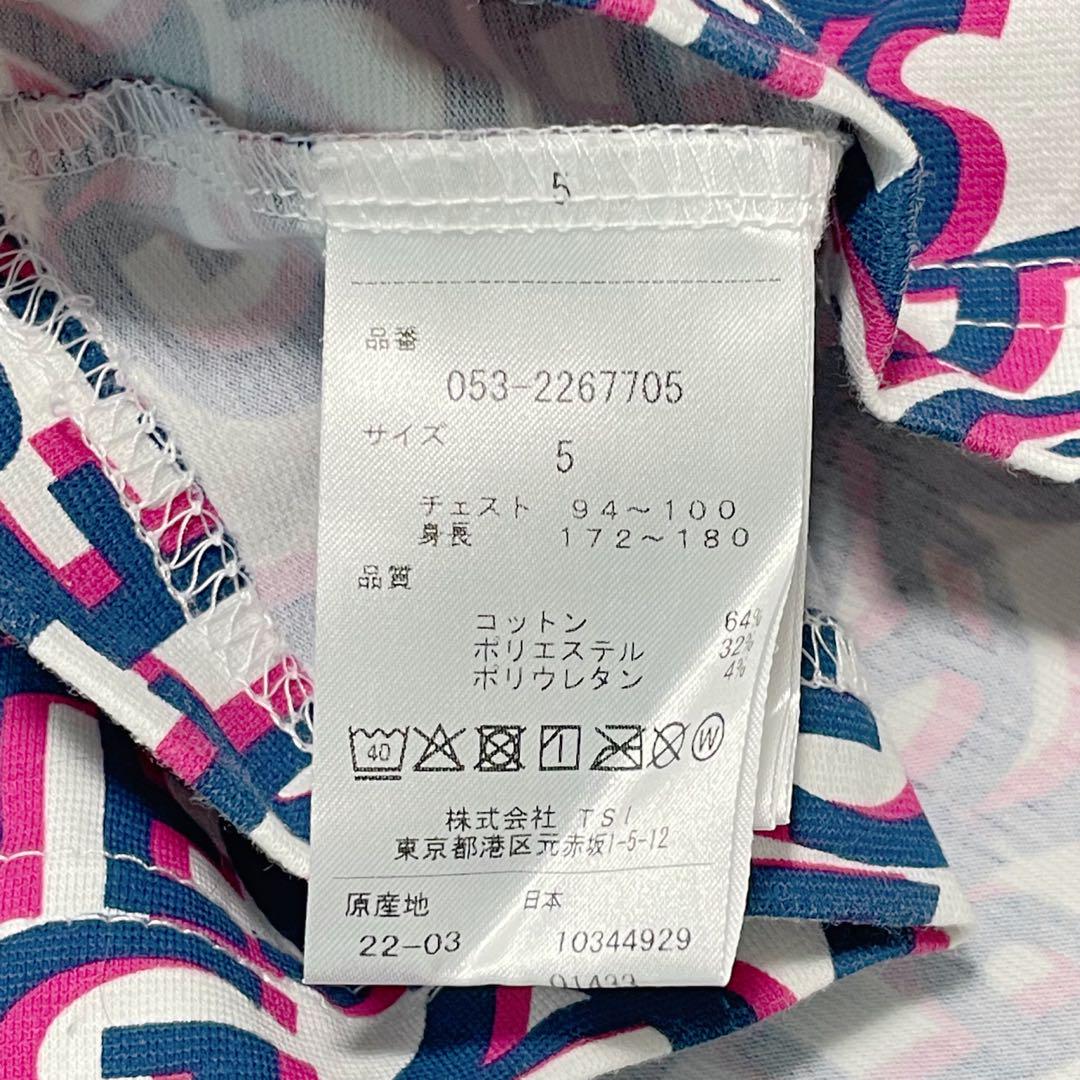 5
品番
053-2267705
サイズ
5
チェスト 94~100
身長 172~180
品質
コットン 64%
ポリエステル 32%
ポリウレタン 4%
40 W
株式会社 TSI
東京都港区元赤坂1-5-12
原産地 日本
22-03 10344929